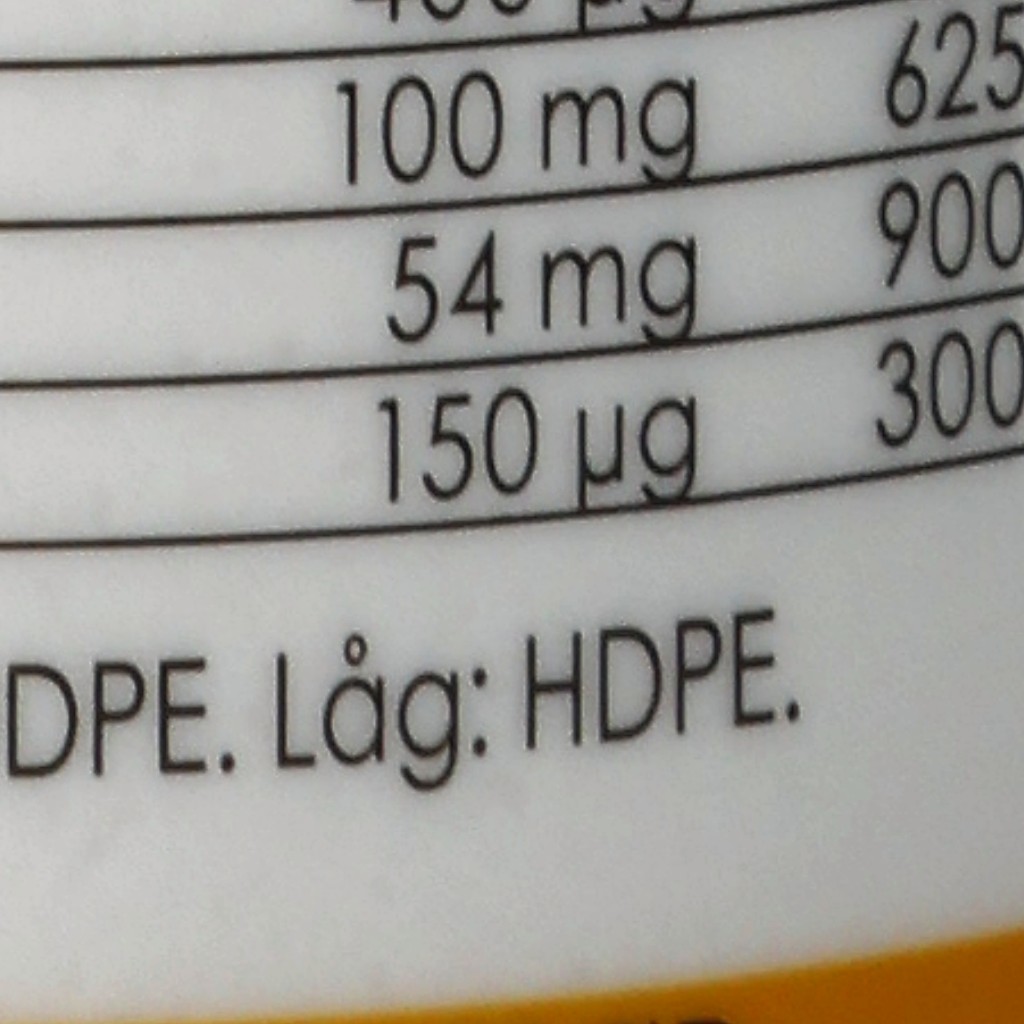 100 mg 625
54 mg 900
150 µg 300
DPE. Låg: HDPE.